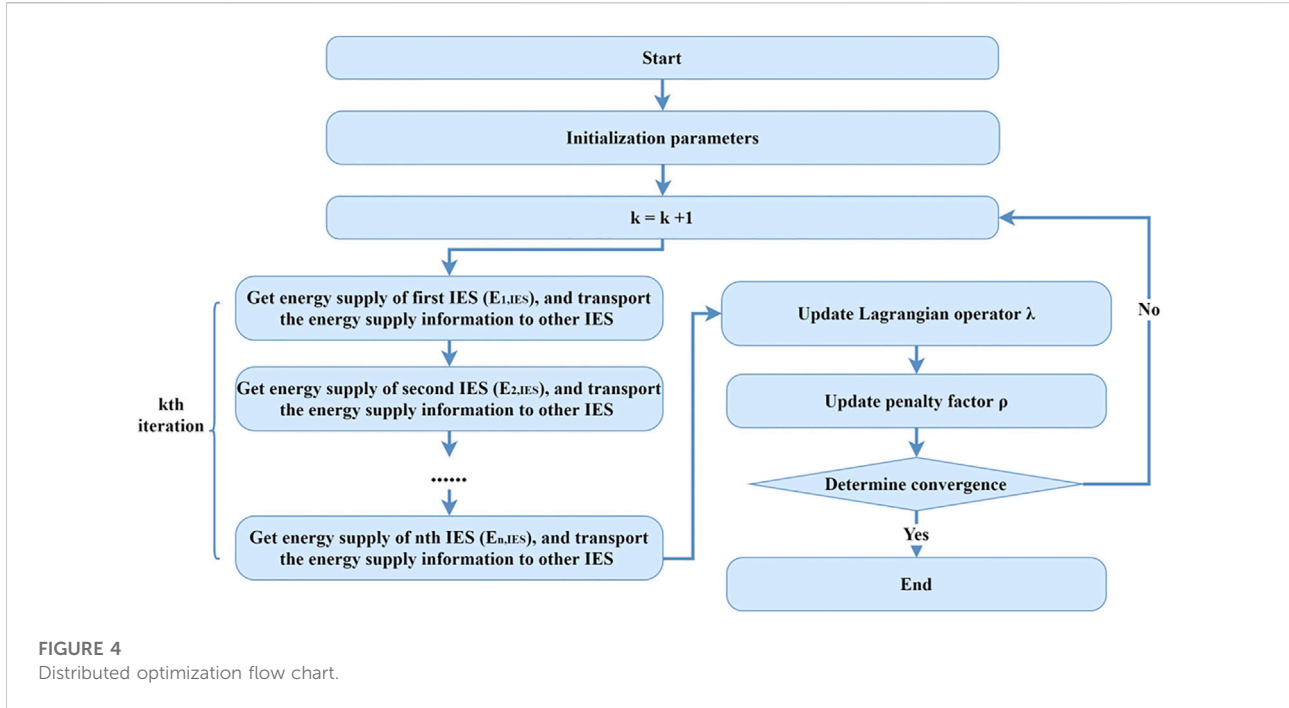 Start
Initialization parameters
k = k +1
Get energy supply of first IES (E1,IES), and transport
the energy supply information to other IES
Get energy supply of second IES (E2,IES), and transport
the energy supply information to other IES
......
Get energy supply of nth IES (En,IES), and transport
the energy supply information to other IES
kth
iteration
Update Lagrangian operator λ
Update penalty factor ρ
Determine convergence
No
Yes
End
FIGURE 4
Distributed optimization flow chart.